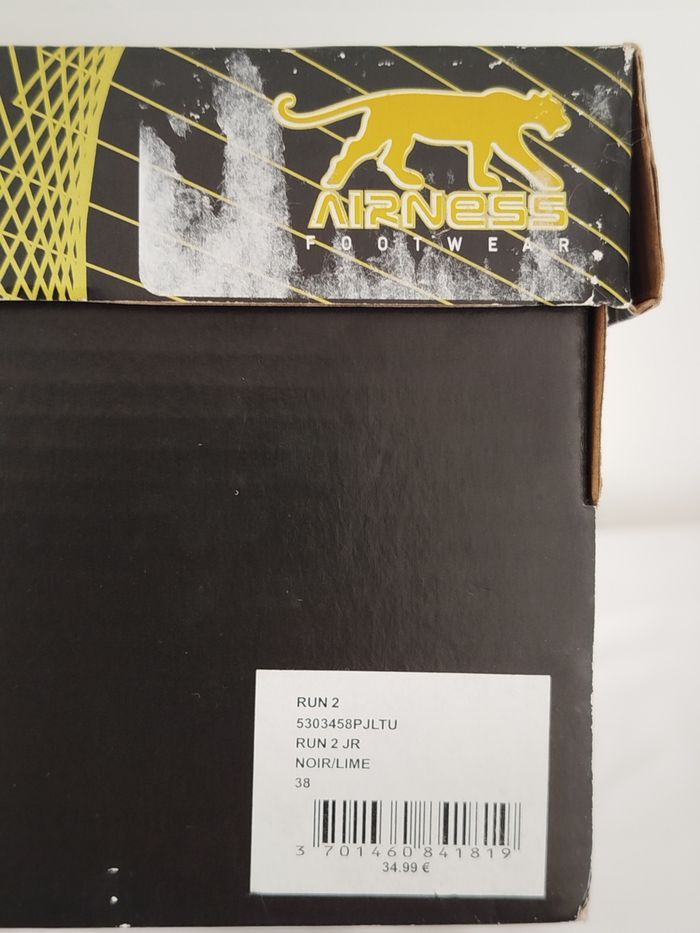 AIRNESS
FOOTWEAR
RUN 2
5303458PJLTU
RUN 2 JR
NOIR/LIME
38
3 701460 841819
34.99 €